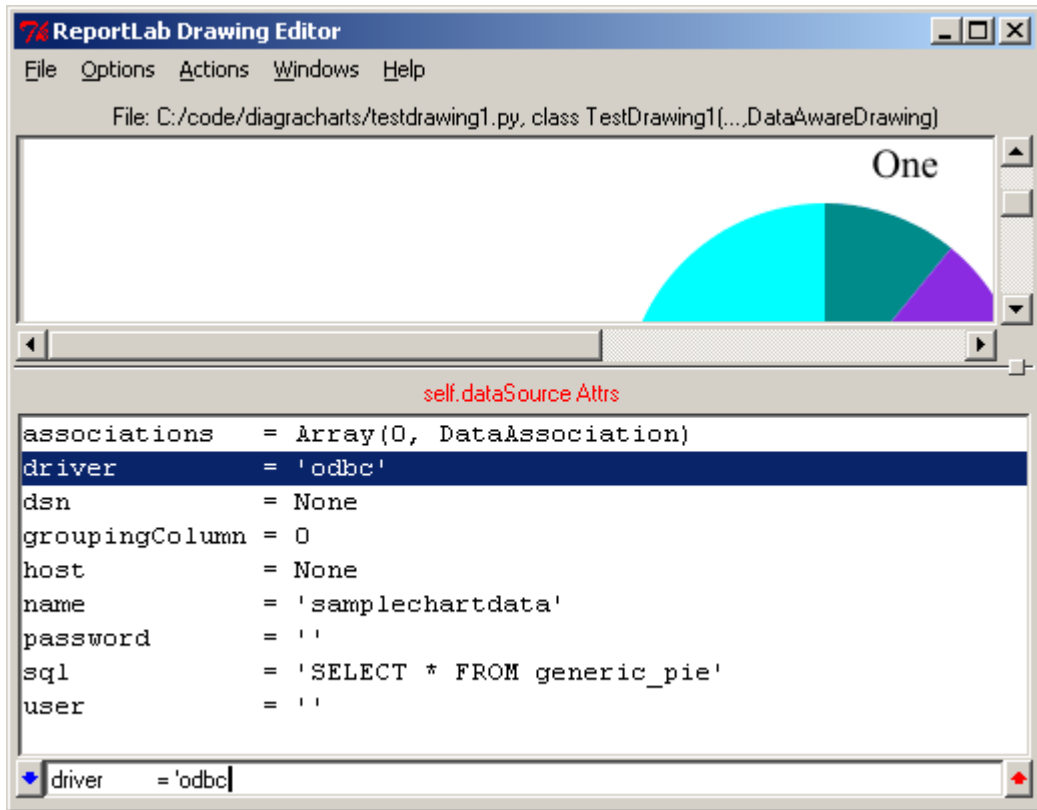 ReportLab Drawing Editor
File Options Actions Windows Help
File: C:/code/diagracharts/testdrawing1.py, class TestDrawing1(...,DataAwareDrawing)
One
self.dataSource Attrs
associations = Array(0, DataAssociation)
driver = 'odbc'
dsn = None
groupingColumn = 0
host = None
name = 'samplechartdata'
password = ''
sql = 'SELECT * FROM generic_pie'
user = ''
driver = 'odbc